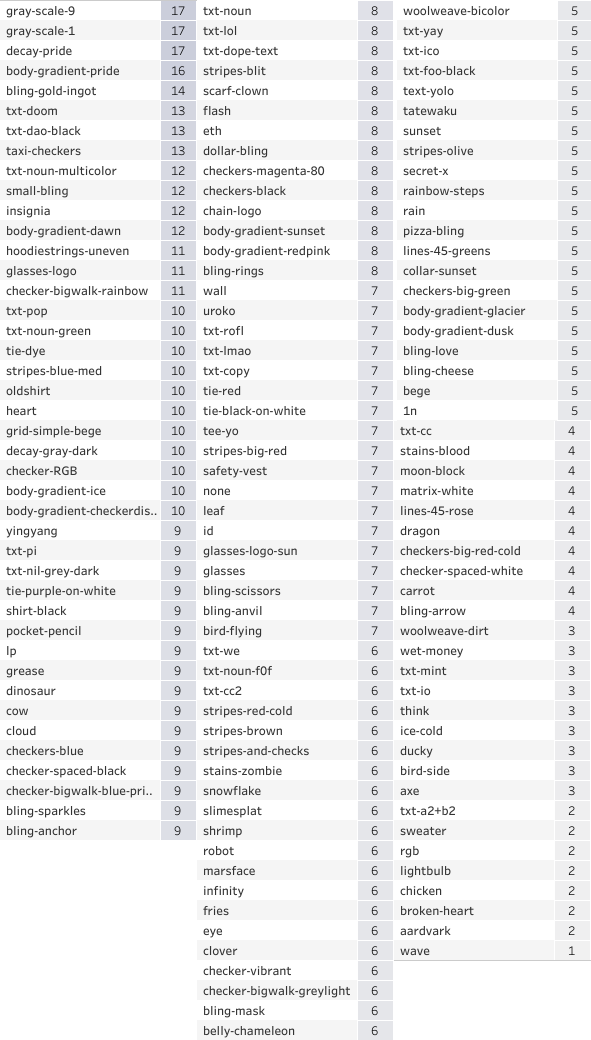 gray-scale-9 17
gray-scale-1 17
decay-pride 17
body-gradient-pride 16
bling-gold-ingot 14
txt-doom 13
txt-dao-black 13
taxi-checkers 13
txt-noun-multicolor 12
small-bling 12
insignia 12
body-gradient-dawn 12
hoodiestrings-uneven 11
glasses-logo 11
checker-bigwalk-rainbow 11
txt-pop 10
txt-noun-green 10
tie-dye 10
stripes-blue-med 10
oldshirt 10
heart 10
grid-simple-bege 10
decay-gray-dark 10
checker-RGB 10
body-gradient-ice 10
body-gradient-checkerdis.. 10
yingyang 9
txt-pi 9
txt-nil-grey-dark 9
tie-purple-on-white 9
shirt-black 9
pocket-pencil 9
lp 9
grease 9
dinosaur 9
cow 9
cloud 9
checkers-blue 9
checker-spaced-black 9
checker-bigwalk-blue-pri.. 9
bling-sparkles 9
bling-anchor 9
txt-noun 8
txt-lol 8
txt-dope-text 8
stripes-blit 8
scarf-clown 8
flash 8
eth 8
dollar-bling 8
checkers-magenta-80 8
checkers-black 8
chain-logo 8
body-gradient-sunset 8
body-gradient-redpink 8
bling-rings 8
wall 7
uroko 7
txt-rofl 7
txt-lmao 7
txt-copy 7
tie-red 7
tie-black-on-white 7
tee-yo 7
stripes-big-red 7
safety-vest 7
none 7
leaf 7
id 7
glasses-logo-sun 7
glasses 7
bling-scissors 7
bling-anvil 7
bird-flying 7
txt-we 6
txt-noun-f0f 6
txt-cc2 6
stripes-red-cold 6
stripes-brown 6
stripes-and-checks 6
stains-zombie 6
snowflake 6
slimesplat 6
shrimp 6
robot 6
marsface 6
infinity 6
fries 6
eye 6
clover 6
checker-vibrant 6
checker-bigwalk-greylight 6
bling-mask 6
belly-chameleon 6
woolweave-bicolor 5
txt-yay 5
txt-ico 5
txt-foo-black 5
text-yolo 5
tatewaku 5
sunset 5
stripes-olive 5
secret-x 5
rainbow-steps 5
rain 5
pizza-bling 5
lines-45-greens 5
collar-sunset 5
checkers-big-green 5
body-gradient-glacier 5
body-gradient-dusk 5
bling-love 5
bling-cheese 5
bege 5
1n 5
txt-cc 4
stains-blood 4
moon-block 4
matrix-white 4
lines-45-rose 4
dragon 4
checkers-big-red-cold 4
checker-spaced-white 4
carrot 4
bling-arrow 4
woolweave-dirt 3
wet-money 3
txt-mint 3
txt-io 3
think 3
ice-cold 3
ducky 3
bird-side 3
axe 3
txt-a2+b2 2
sweater 2
rgb 2
lightbulb 2
chicken 2
broken-heart 2
aardvark 2
wave 1